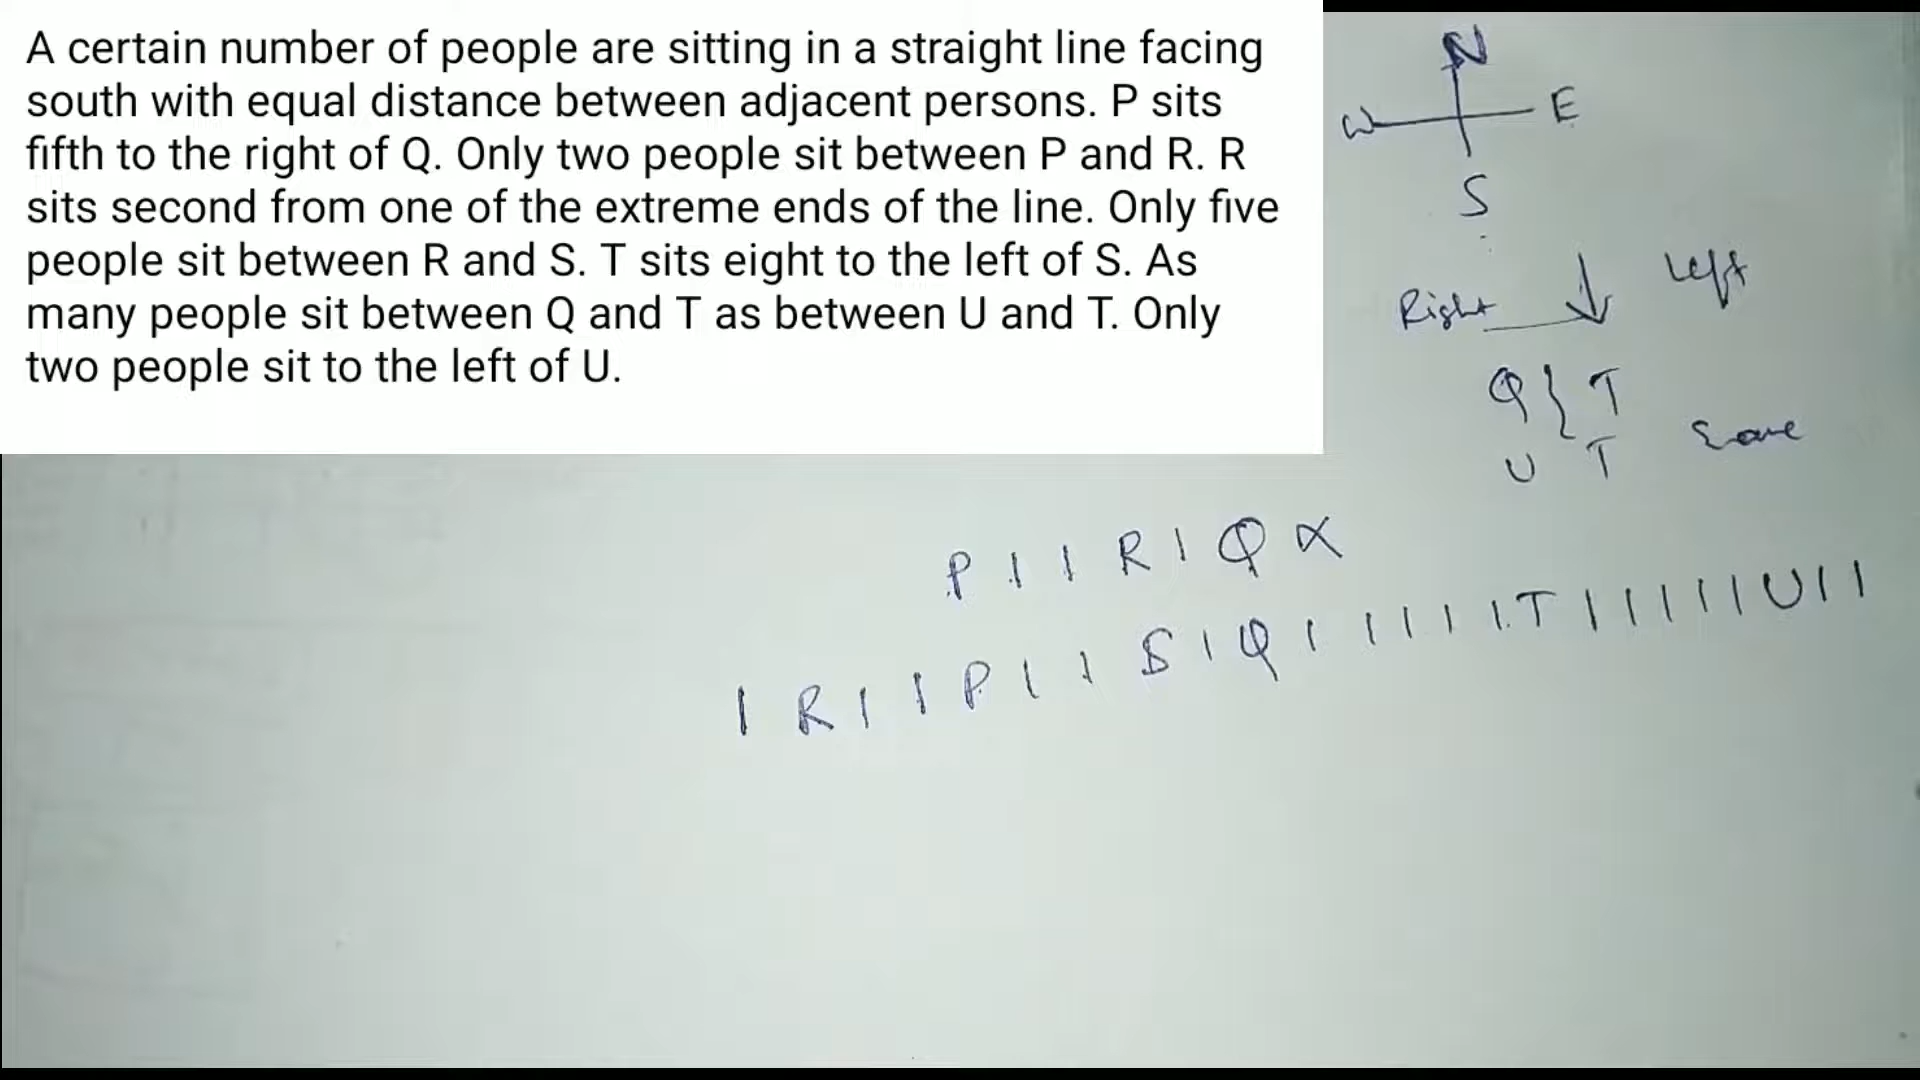 A certain number of people are sitting in a straight line facing
south with equal distance between adjacent persons. P sits
fifth to the right of Q. Only two people sit between P and R. R
sits second from one of the extreme ends of the line. Only five
people sit between R and S. T sits eight to the left of S. As
many people sit between Q and T as between U and T. Only
two people sit to the left of U.
N
W E
S
Right Left
Q } T
U T Same
P | | R | Q ×
| R | | P | | S | Q | | | | | T | | | | | U | |